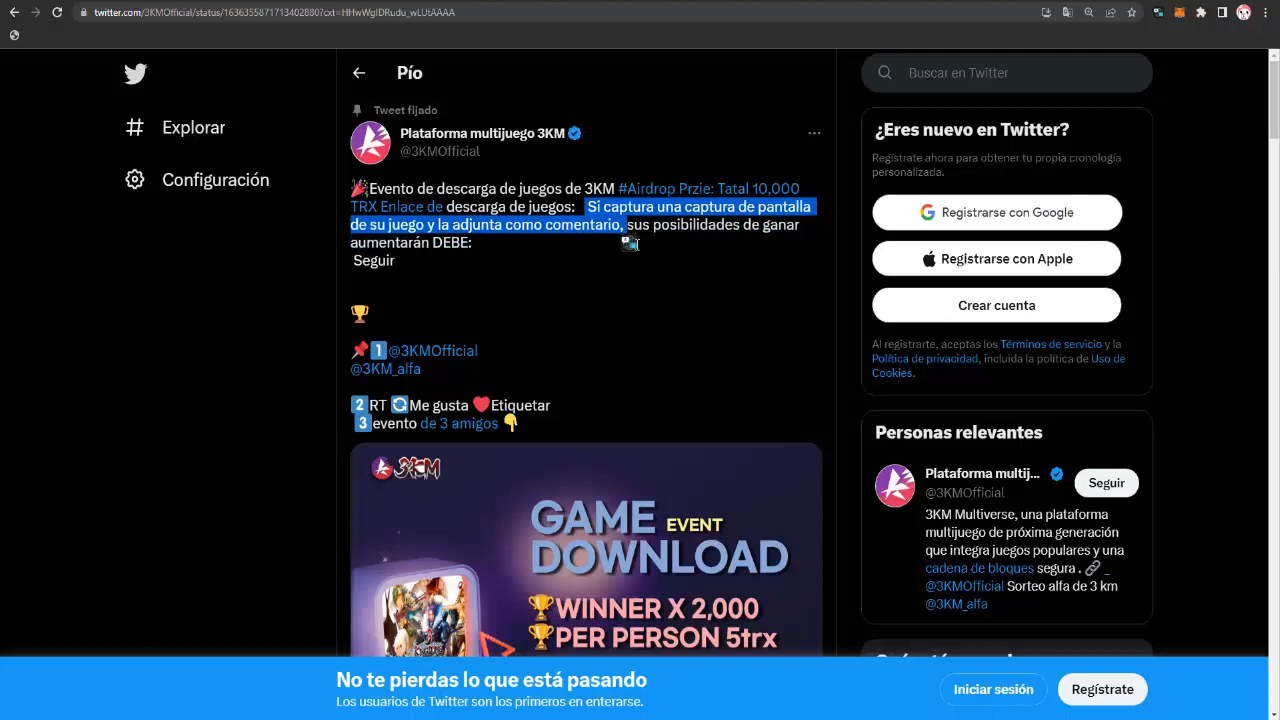 twitter.com/3KMOfficial/status/1636355871713402880?cxt=HHwWgIDRudu_wLUtAAAA
Explorar
Configuración
Pío
Tweet fijado
Plataforma multijuego 3KM
@3KMOfficial
Evento de descarga de juegos de 3KM #Airdrop Przie: Tatal 10,000
TRX Enlace de descarga de juegos: Si captura una captura de pantalla
de su juego y la adjunta como comentario, sus posibilidades de ganar
aumentarán DEBE:
Seguir
🏆
📌1️⃣@3KMOfficial
@3KM_alfa
2️⃣RT 🔄Me gusta ❤️Etiquetar
3️⃣evento de 3 amigos 👇
3KM
GAME EVENT
DOWNLOAD
🏆WINNER X 2,000
🏆PER PERSON 5trx
Buscar en Twitter
¿Eres nuevo en Twitter?
Regístrate ahora para obtener tu propia cronología
personalizada.
Registrarse con Google
Registrarse con Apple
Crear cuenta
Al registrarte, aceptas los Términos de servicio y la
Política de privacidad, incluida la política de Uso de
Cookies.
Personas relevantes
Plataforma multij...
@3KMOfficial
Seguir
3KM Multiverse, una plataforma
multijuego de próxima generación
que integra juegos populares y una
cadena de bloques segura . 🔗 _
@3KMOfficial Sorteo alfa de 3 km
@3KM_alfa
No te pierdas lo que está pasando
Los usuarios de Twitter son los primeros en enterarse.
Iniciar sesión
Regístrate